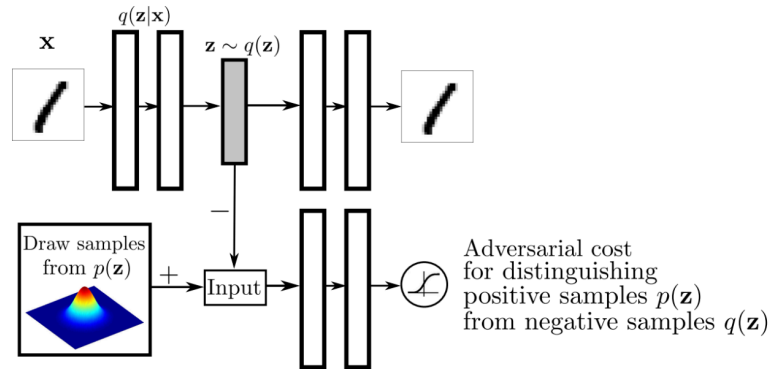 q(z|x)
x
z ∼ q(z)
−
Draw samples
from p(z)
+
Input
Adversarial cost
for distinguishing
positive samples p(z)
from negative samples q(z)